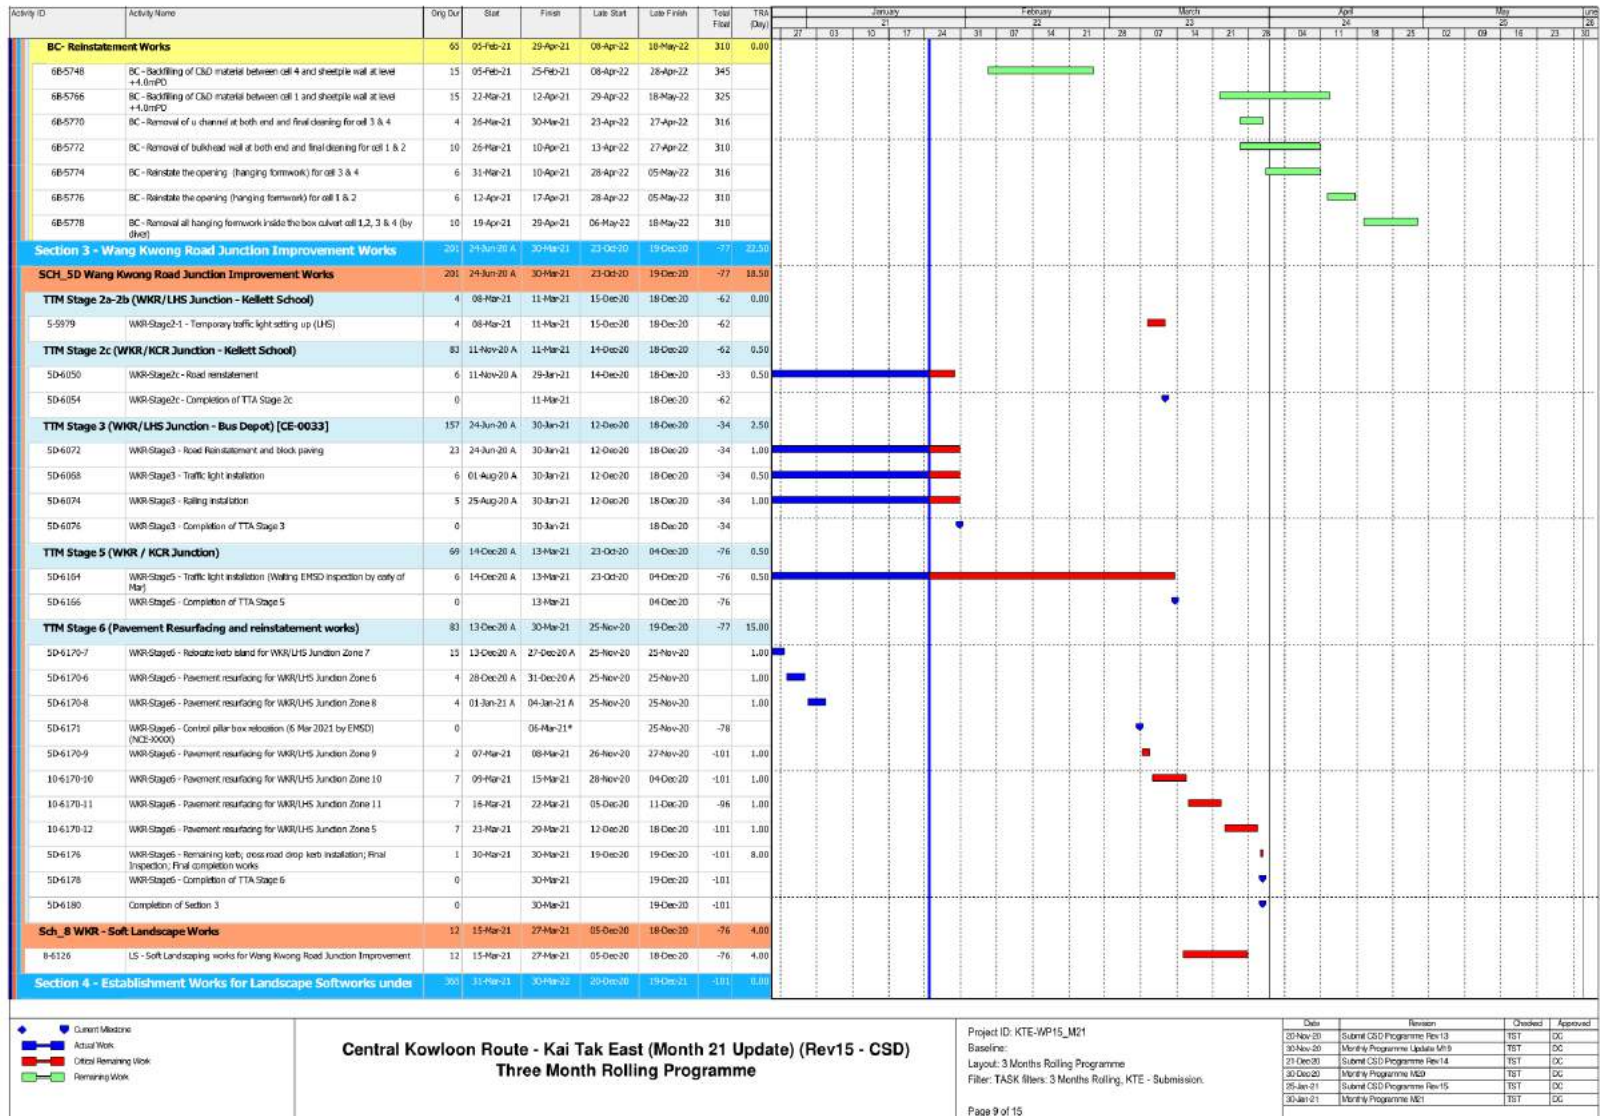 Activity ID Activity Name Orig Dur Start Finish Late Start Late Finish Total Float TRA (Day) January February March April May June
21 22 23 24 25 26
27 03 10 17 24 31 07 14 21 28 07 14 21 28 04 11 18 25 02 09 16 23 30
BC- Reinstatement Works 65 05-Feb-21 29-Apr-21 08-Apr-22 18-May-22 310 0.00
6B-5748 BC - Backfilling of C&D material between cell 4 and sheetpile wall at level +4.0mPD 15 05-Feb-21 25-Feb-21 08-Apr-22 28-Apr-22 345
6B-5766 BC - Backfilling of C&D material between cell 1 and sheetpile wall at level +4.0mPD 15 22-Mar-21 12-Apr-21 29-Apr-22 18-May-22 325
6B-5770 BC - Removal of u channel at both end and final cleaning for cell 3 & 4 4 26-Mar-21 30-Mar-21 23-Apr-22 27-Apr-22 316
6B-5772 BC - Removal of bulkhead wall at both end and final cleaning for cell 1 & 2 10 26-Mar-21 10-Apr-21 13-Apr-22 27-Apr-22 310
6B-5774 BC - Reinstate the opening (hanging formwork) for cell 3 & 4 6 31-Mar-21 10-Apr-21 28-Apr-22 05-May-22 316
6B-5776 BC - Reinstate the opening (hanging formwork) for cell 1 & 2 6 12-Apr-21 17-Apr-21 28-Apr-22 05-May-22 310
6B-5778 BC - Removal all hanging formwork inside the box culvert cell 1,2, 3 & 4 (by diver) 10 19-Apr-21 29-Apr-21 06-May-22 18-May-22 310
Section 3 - Wang Kwong Road Junction Improvement Works 201 24-Jun-20 A 30-Mar-21 23-Oct-20 19-Dec-20 -77 22.50
SCH_5D Wang Kwong Road Junction Improvement Works 201 24-Jun-20 A 30-Mar-21 23-Oct-20 19-Dec-20 -77 18.50
TTM Stage 2a-2b (WKR/LHS Junction - Kellett School) 4 08-Mar-21 11-Mar-21 15-Dec-20 18-Dec-20 -62 0.00
5-5979 WKR-Stage2-1 - Temporary traffic light setting up (LHS) 4 08-Mar-21 11-Mar-21 15-Dec-20 18-Dec-20 -62
TTM Stage 2c (WKR/KCR Junction - Kellett School) 83 11-Nov-20 A 11-Mar-21 14-Dec-20 18-Dec-20 -62 0.50
5D-6050 WKR-Stage2c - Road reinstatement 6 11-Nov-20 A 29-Jan-21 14-Dec-20 18-Dec-20 -33 0.50
5D-6054 WKR-Stage2c - Completion of TTA Stage 2c 0 11-Mar-21 18-Dec-20 -62
TTM Stage 3 (WKR/LHS Junction - Bus Depot) [CE-0033] 157 24-Jun-20 A 30-Jan-21 12-Dec-20 18-Dec-20 -34 2.50
5D-6072 WKR-Stage3 - Road Reinstatement and block paving 23 24-Jun-20 A 30-Jan-21 12-Dec-20 18-Dec-20 -34 1.00
5D-6068 WKR-Stage3 - Traffic light installation 6 01-Aug-20 A 30-Jan-21 12-Dec-20 18-Dec-20 -34 0.50
5D-6074 WKR-Stage3 - Railing installation 5 25-Aug-20 A 30-Jan-21 12-Dec-20 18-Dec-20 -34 1.00
5D-6076 WKR-Stage3 - Completion of TTA Stage 3 0 30-Jan-21 18-Dec-20 -34
TTM Stage 5 (WKR / KCR Junction) 69 14-Dec-20 A 13-Mar-21 23-Oct-20 04-Dec-20 -76 0.50
5D-6164 WKR-Stage5 - Traffic light installation (Waiting EMSD inspection by early of Mar) 6 14-Dec-20 A 13-Mar-21 23-Oct-20 04-Dec-20 -76 0.50
5D-6166 WKR-Stage5 - Completion of TTA Stage 5 0 13-Mar-21 04-Dec-20 -76
TTM Stage 6 (Pavement Resurfacing and reinstatement works) 83 13-Dec-20 A 30-Mar-21 25-Nov-20 19-Dec-20 -77 15.00
5D-6170-7 WKR-Stage6 - Relocate kerb island for WKR/LHS Junction Zone 7 15 13-Dec-20 A 27-Dec-20 A 25-Nov-20 25-Nov-20 1.00
5D-6170-6 WKR-Stage6 - Pavement resurfacing for WKR/LHS Junction Zone 6 4 28-Dec-20 A 31-Dec-20 A 25-Nov-20 25-Nov-20 1.00
5D-6170-8 WKR-Stage6 - Pavement resurfacing for WKR/LHS Junction Zone 8 4 01-Jan-21 A 04-Jan-21 A 25-Nov-20 25-Nov-20 1.00
5D-6171 WKR-Stage6 - Control pillar box relocation (6 Mar 2021 by EMSD) (NCE-XXXX) 0 06-Mar-21* 25-Nov-20 -78
5D-6170-9 WKR-Stage6 - Pavement resurfacing for WKR/LHS Junction Zone 9 2 07-Mar-21 08-Mar-21 26-Nov-20 27-Nov-20 -101 1.00
10-6170-10 WKR-Stage6 - Pavement resurfacing for WKR/LHS Junction Zone 10 7 09-Mar-21 15-Mar-21 28-Nov-20 04-Dec-20 -101 1.00
10-6170-11 WKR-Stage6 - Pavement resurfacing for WKR/LHS Junction Zone 11 7 16-Mar-21 22-Mar-21 05-Dec-20 11-Dec-20 -96 1.00
10-6170-12 WKR-Stage6 - Pavement resurfacing for WKR/LHS Junction Zone 5 7 23-Mar-21 29-Mar-21 12-Dec-20 18-Dec-20 -101 1.00
5D-6176 WKR-Stage6 - Remaining kerb; cross road drop kerb installation; Final Inspection; Final completion works 1 30-Mar-21 30-Mar-21 19-Dec-20 19-Dec-20 -101 8.00
5D-6178 WKR-Stage6 - Completion of TTA Stage 6 0 30-Mar-21 19-Dec-20 -101
5D-6180 Completion of Section 3 0 30-Mar-21 19-Dec-20 -101
Sch_8 WKR - Soft Landscape Works 12 15-Mar-21 27-Mar-21 05-Dec-20 18-Dec-20 -76 4.00
8-6126 LS - Soft Landscaping works for Wang Kwong Road Junction Improvement 12 15-Mar-21 27-Mar-21 05-Dec-20 18-Dec-20 -76 4.00
Section 4 - Establishment Works for Landscape Softworks under 365 31-Mar-21 30-Mar-22 20-Dec-20 19-Dec-21 -101 0.00
Current Milestone
Actual Work
Critical Remaining Work
Remaining Work
Central Kowloon Route - Kai Tak East (Month 21 Update) (Rev15 - CSD)
Three Month Rolling Programme
Project ID: KTE-WP15_M21
Baseline:
Layout: 3 Months Rolling Programme
Filter: TASK filters: 3 Months Rolling, KTE - Submission.
Page 9 of 15
Date Revision Checked Approved
20-Nov-20 Submit CSD Programme Rev13 TST DC
30-Nov-20 Monthly Programme Update M19 TST DC
21-Dec-20 Submit CSD Programme Rev14 TST DC
30-Dec-20 Monthly Programme M20 TST DC
25-Jan-21 Submit CSD Programme Rev15 TST DC
30-Jan-21 Monthly Programme M21 TST DC